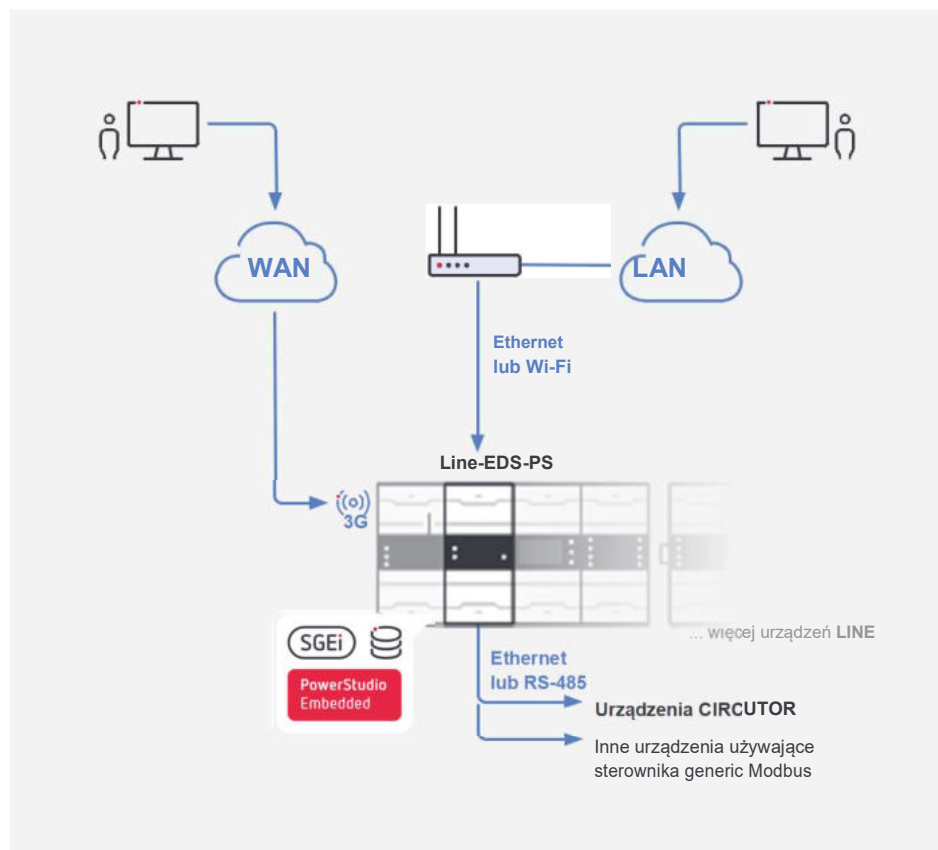 WAN
LAN
Ethernet
lub Wi-Fi
Line-EDS-PS
3G
... więcej urządzeń LINE
SGEi
PowerStudio
Embedded
Ethernet
lub RS-485
Urządzenia CIRCUTOR
Inne urządzenia używające
sterownika generic Modbus